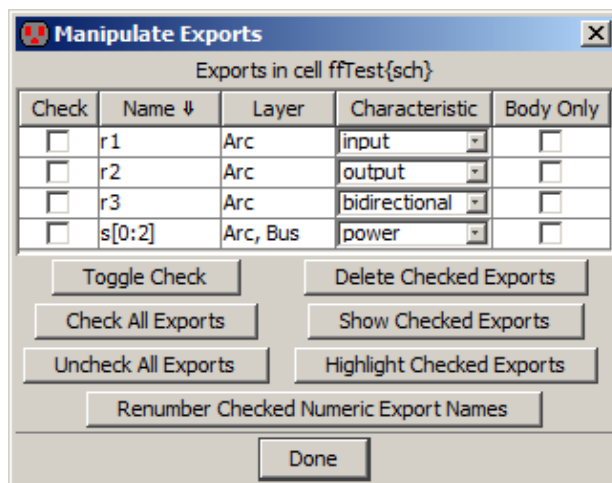 Manipulate Exports
Exports in cell ffTest{sch}
Check Name ⇓ Layer Characteristic Body Only
r1 Arc input
r2 Arc output
r3 Arc bidirectional
s[0:2] Arc, Bus power
Toggle Check Delete Checked Exports
Check All Exports Show Checked Exports
Uncheck All Exports Highlight Checked Exports
Renumber Checked Numeric Export Names
Done